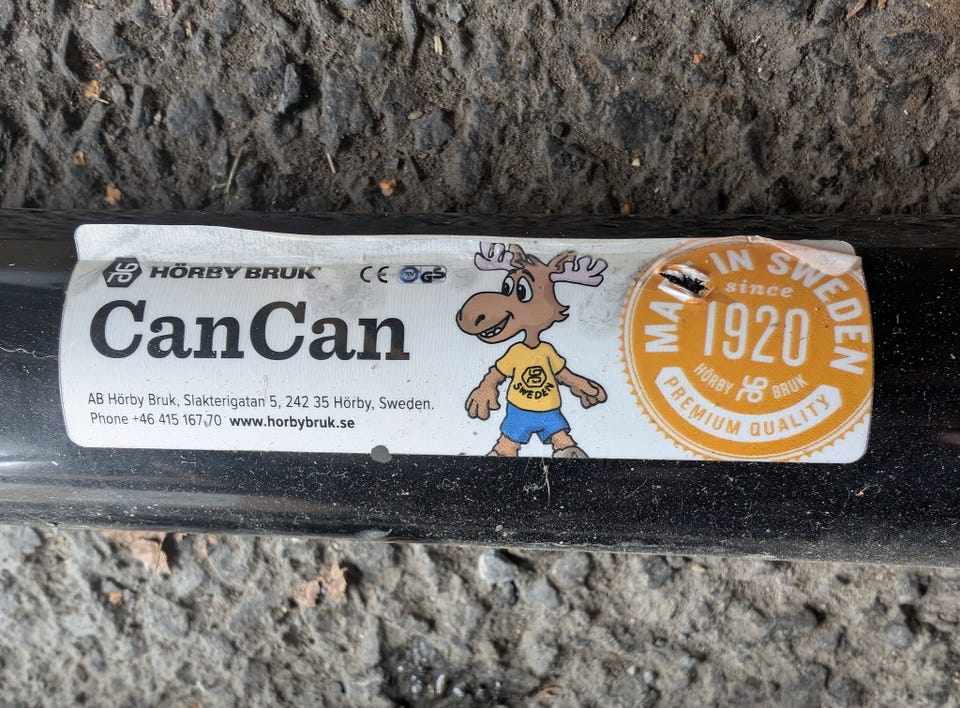 HÖRBY BRUK
CE GS
CanCan
AB Hörby Bruk, Slakterigatan 5, 242 35 Hörby, Sweden.
Phone +46 415 167 70 www.horbybruk.se
SWEDEN
IN SWEDEN
since
1920
HÖRBY BRUK
PREMIUM QUALITY